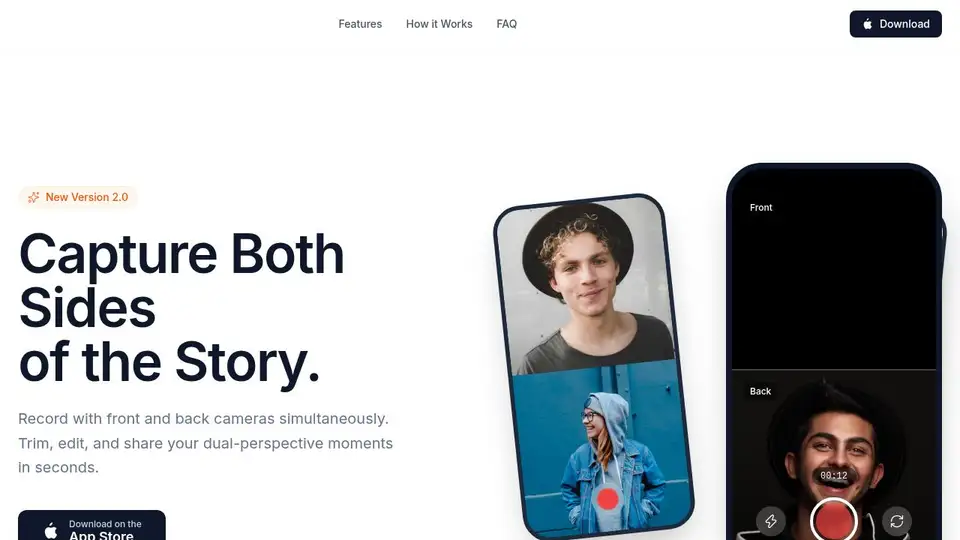 Features
How it Works
FAQ
Download
New Version 2.0
Capture Both
Sides
of the Story.
Record with front and back cameras simultaneously.
Trim, edit, and share your dual-perspective moments
in seconds.
Download on the
App Store
Front
Back
00:12